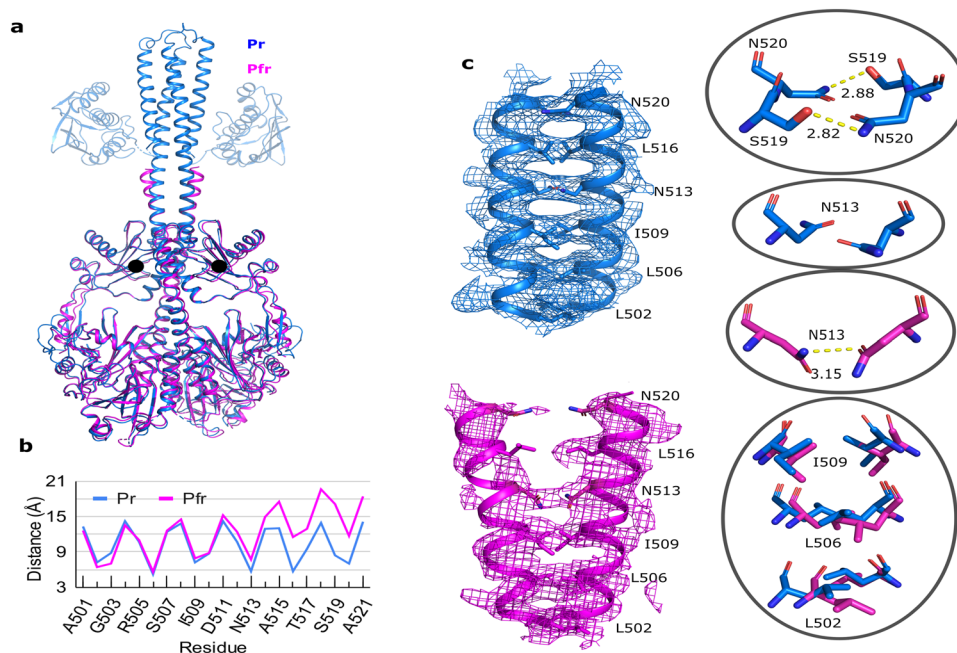 a
Pr
Pfr
c
N520
L516
N513
I509
L506
L502
N520
S519
2.88
2.82
S519
N520
N513
N513
3.15
I509
L506
L502
N520
L516
N513
I509
L506
L502
b
21
15
9
3
Distance (Å)
Pr
Pfr
A501
G503
R505
S507
I509
D511
N513
A515
T517
S519
A521
Residue